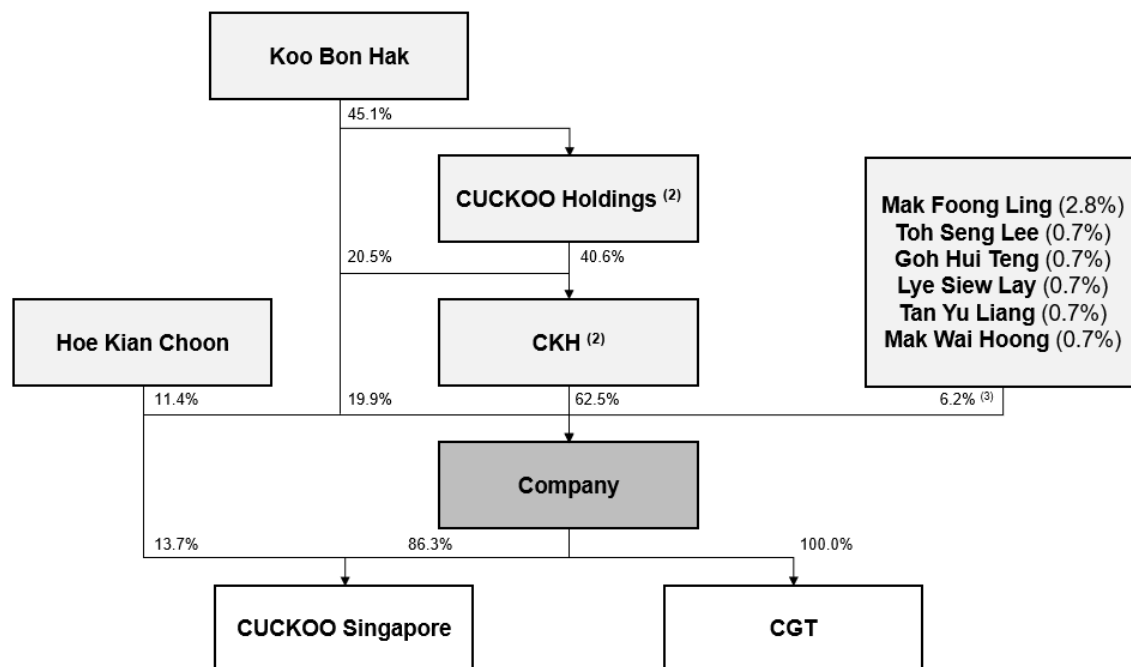 Koo Bon Hak
45.1%
CUCKOO Holdings (2)
20.5%
40.6%
Mak Foong Ling (2.8%)
Toh Seng Lee (0.7%)
Goh Hui Teng (0.7%)
Lye Siew Lay (0.7%)
Tan Yu Liang (0.7%)
Mak Wai Hoong (0.7%)
Hoe Kian Choon
CKH (2)
11.4%
19.9%
62.5%
6.2% (3)
Company
13.7%
86.3%
100.0%
CUCKOO Singapore
CGT